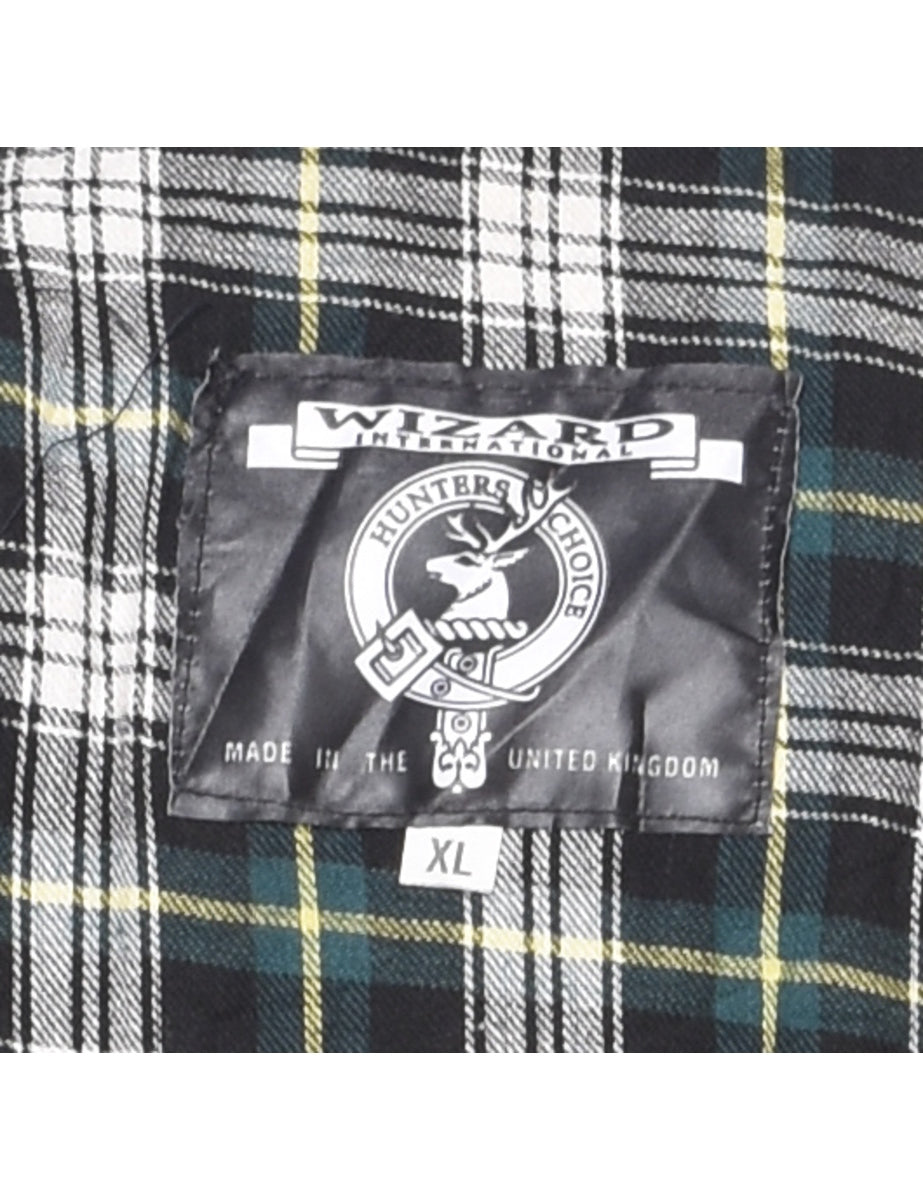 WIZARD
INTERNATIONAL
HUNTERS CHOICE
MADE IN THE UNITED KINGDOM
XL